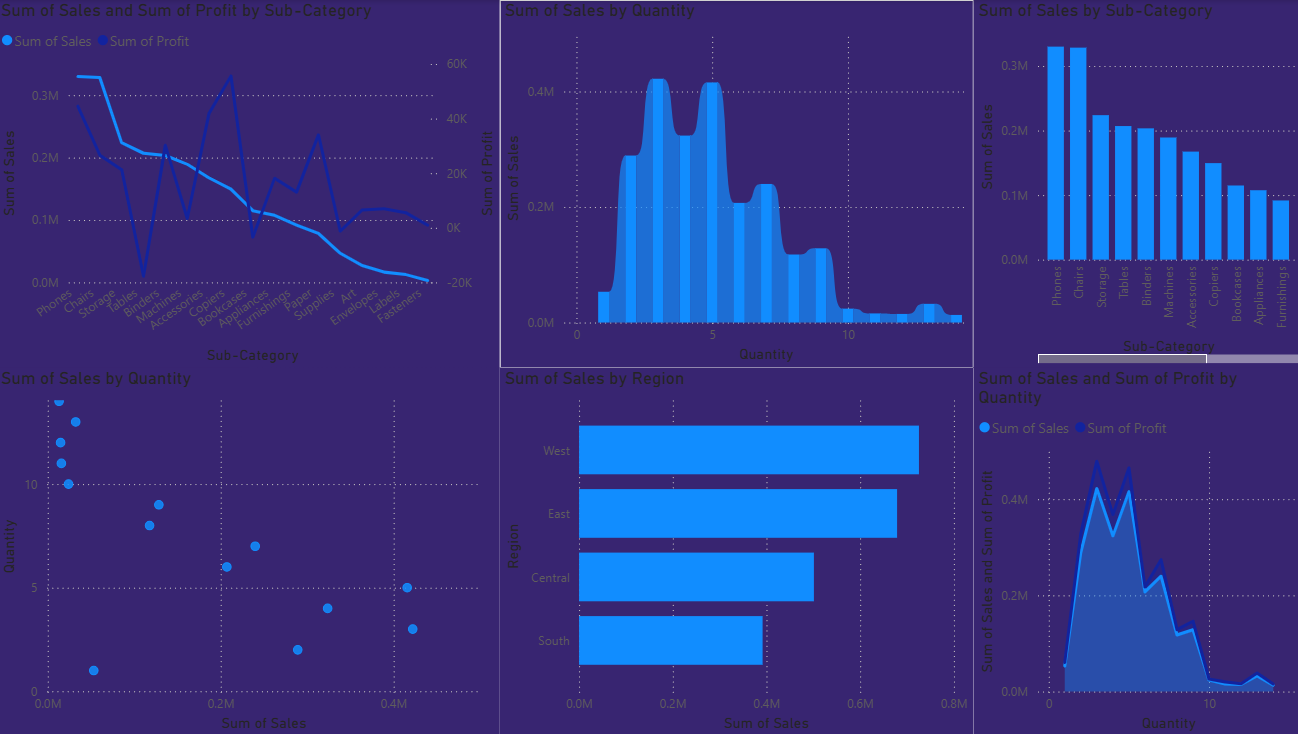 Sum of Sales and Sum of Profit by Sub-Category
Sum of Sales Sum of Profit
60K
0.3M
40K
0.2M
20K
0.1M
0K
0.0M
-20K
Sum of Sales
Sum of Profit
Phones
Chairs
Storage
Tables
Binders
Machines
Accessories
Copiers
Bookcases
Appliances
Furnishings
Paper
Supplies
Art
Envelopes
Labels
Fasteners
Sub-Category
Sum of Sales by Quantity
0.4M
0.2M
0.0M
Sum of Sales
0 5 10
Quantity
Sum of Sales by Sub-Category
0.3M
0.2M
0.1M
0.0M
Sum of Sales
Phones
Chairs
Storage
Tables
Binders
Machines
Accessories
Copiers
Bookcases
Appliances
Furnishings
Sub-Category
Sum of Sales by Quantity
10
5
0
Quantity
0.0M 0.2M 0.4M
Sum of Sales
Sum of Sales by Region
West
East
Central
South
Region
0.0M 0.2M 0.4M 0.6M 0.8M
Sum of Sales
Sum of Sales and Sum of Profit by
Quantity
Sum of Sales Sum of Profit
0.4M
0.2M
0.0M
Sum of Sales and Sum of Profit
0 10
Quantity